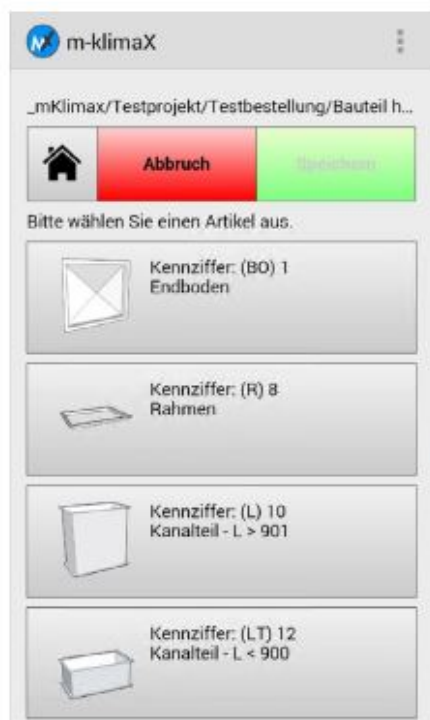 m-klimaX
_mKlimax/Testprojekt/Testbestellung/Bauteil h...
Abbruch
Speichern
Bitte wählen Sie einen Artikel aus.
Kennziffer: (BO) 1
Endboden
Kennziffer: (R) 8
Rahmen
Kennziffer: (L) 10
Kanalteil - L > 901
Kennziffer: (LT) 12
Kanalteil - L < 900